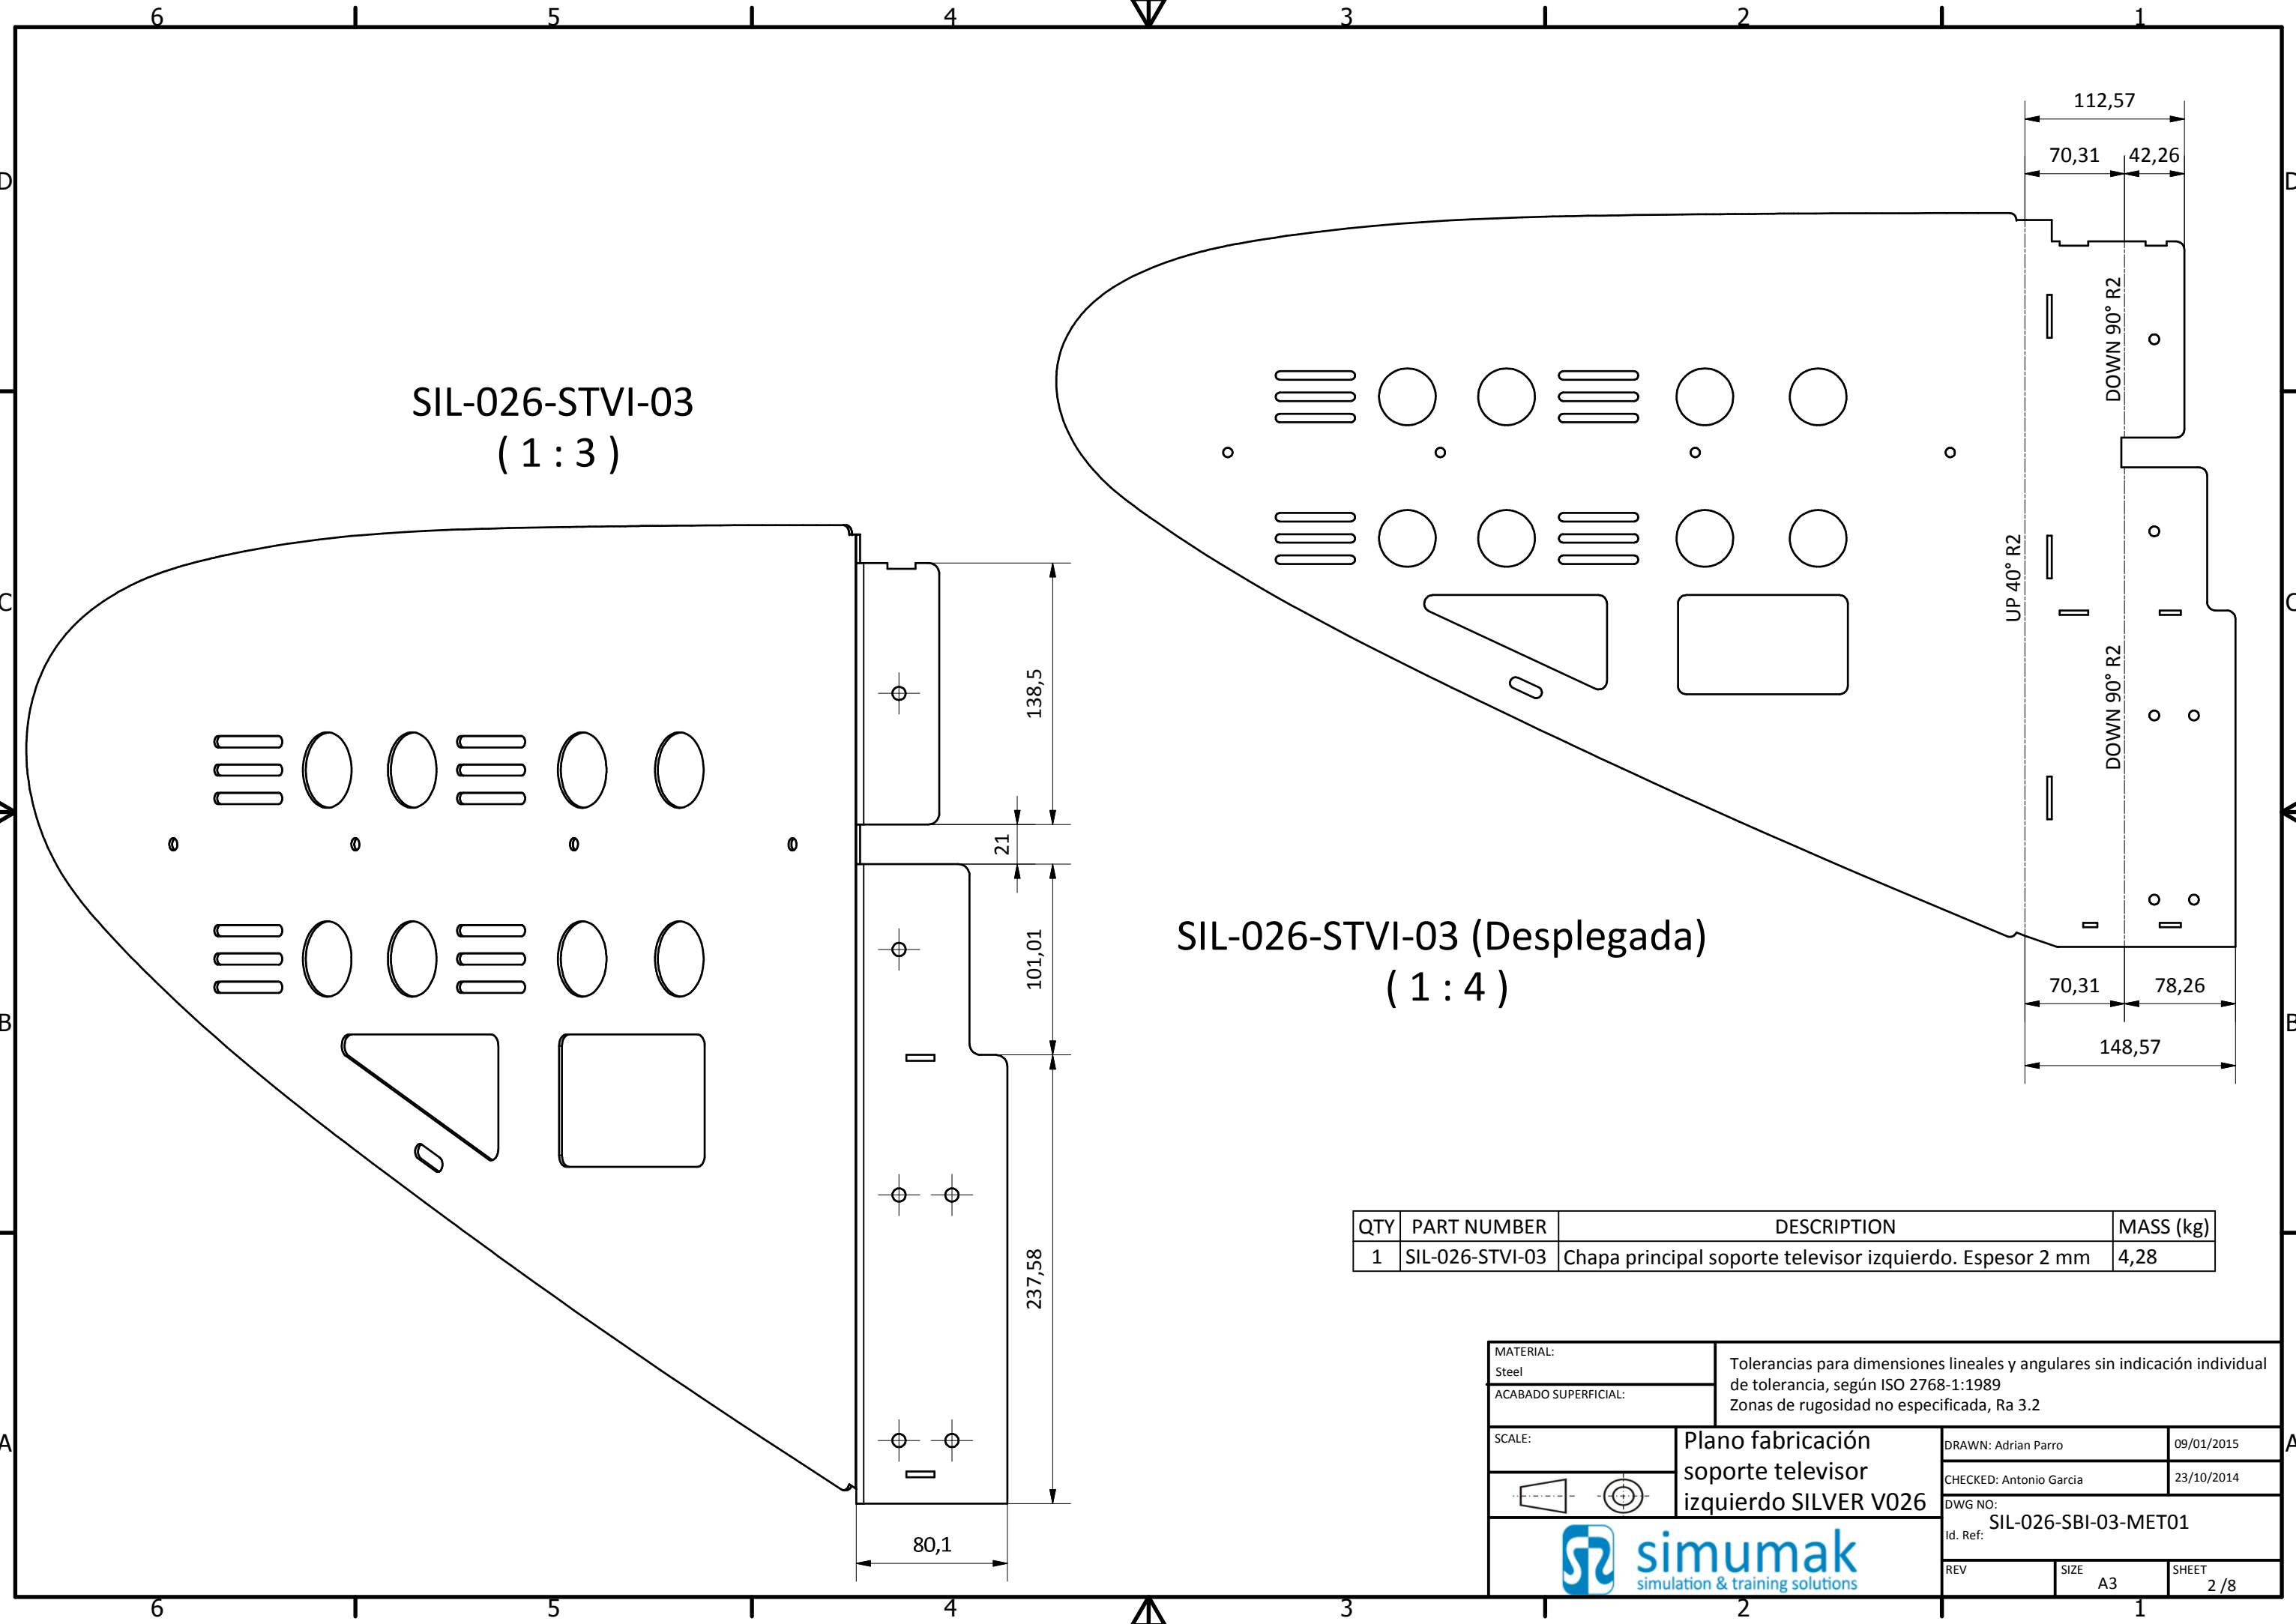 6 5 4 3 2 1
D D
C C
B B
A A
112,57
70,31 42,26
DOWN 90° R2
UP 40° R2
DOWN 90° R2
SIL-026-STVI-03
( 1 : 3 )
138,5
21
101,01
237,58
80,1
SIL-026-STVI-03 (Desplegada)
( 1 : 4 )
70,31 78,26
148,57
QTY PART NUMBER DESCRIPTION MASS (kg)
1 SIL-026-STVI-03 Chapa principal soporte televisor izquierdo. Espesor 2 mm 4,28
MATERIAL:
Steel
ACABADO SUPERFICIAL:
Tolerancias para dimensiones lineales y angulares sin indicación individual
de tolerancia, según ISO 2768-1:1989
Zonas de rugosidad no especificada, Ra 3.2
SCALE:
Plano fabricación
soporte televisor
izquierdo SILVER V026
DRAWN: Adrian Parro 09/01/2015
CHECKED: Antonio Garcia 23/10/2014
DWG NO:
Id. Ref: SIL-026-SBI-03-MET01
simumak
simulation & training solutions
REV SIZE SHEET
A3 2 /8
6 5 4 3 2 1